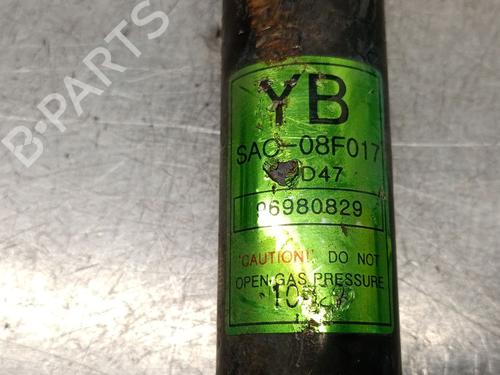 B-PARTS
YB
SAC-08F017
D47
96980829
"CAUTION!" DO NOT
OPEN GAS PRESSURE